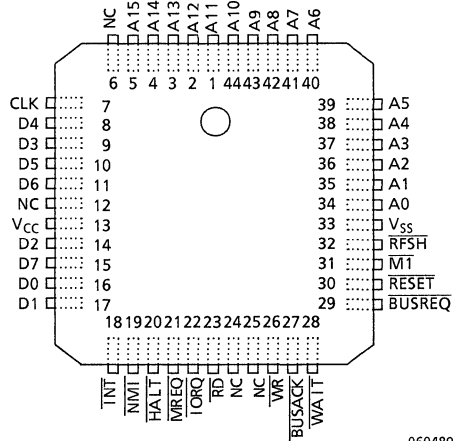 NC A15 A14 A13 A12 A11 A10 A9 A8 A7 A6
6 5 4 3 2 1 44 43 42 41 40
CLK 7 39 A5
D4 8 38 A4
D3 9 37 A3
D5 10 36 A2
D6 11 35 A1
NC 12 34 A0
VCC 13 33 VSS
D2 14 32 RFSH
D7 15 31 M1
D0 16 30 RESET
D1 17 29 BUSREQ
18 19 20 21 22 23 24 25 26 27 28
INT NMI HALT MREQ IORQ RD NC NC WR BUSACK WAIT